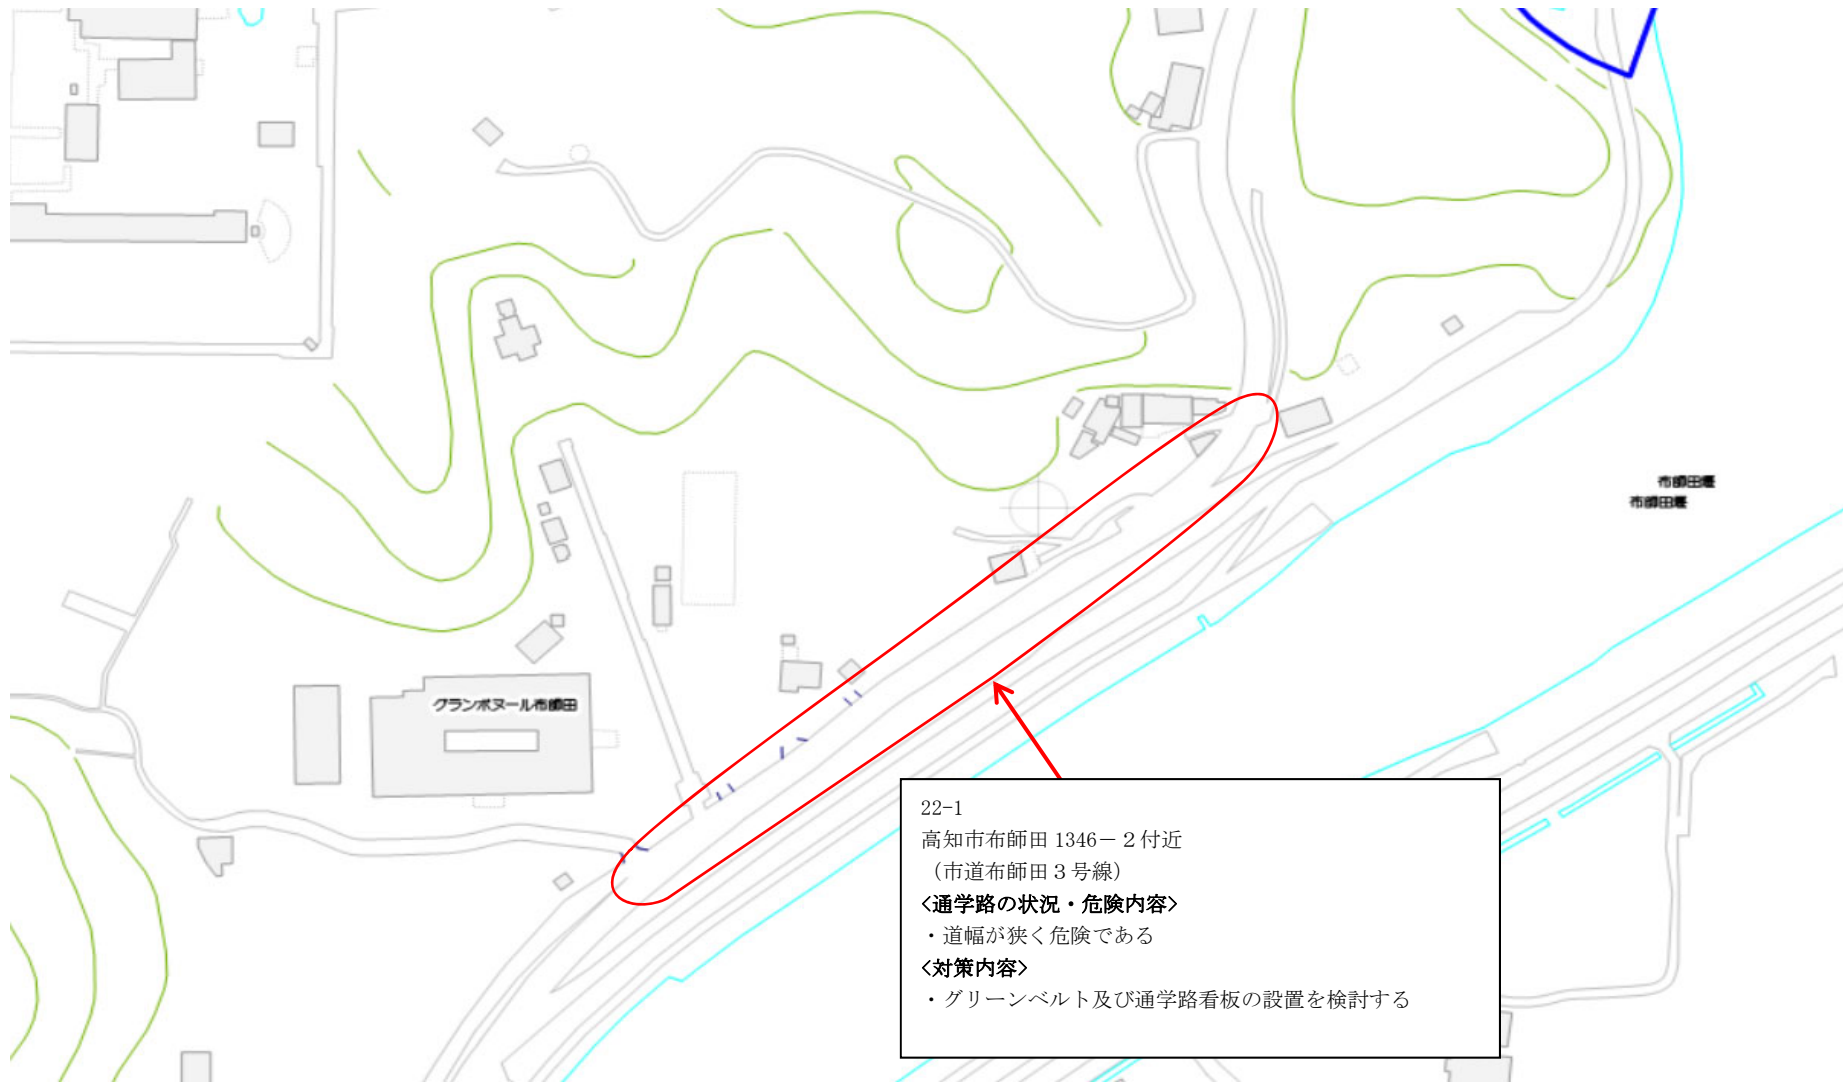 布師田堰
布師田堰
グランボヌール布師田
22-1
高知市布師田 1346－２付近
（市道布師田３号線）
<通学路の状況・危険内容>
・道幅が狭く危険である
<対策内容>
・グリーンベルト及び通学路看板の設置を検討する